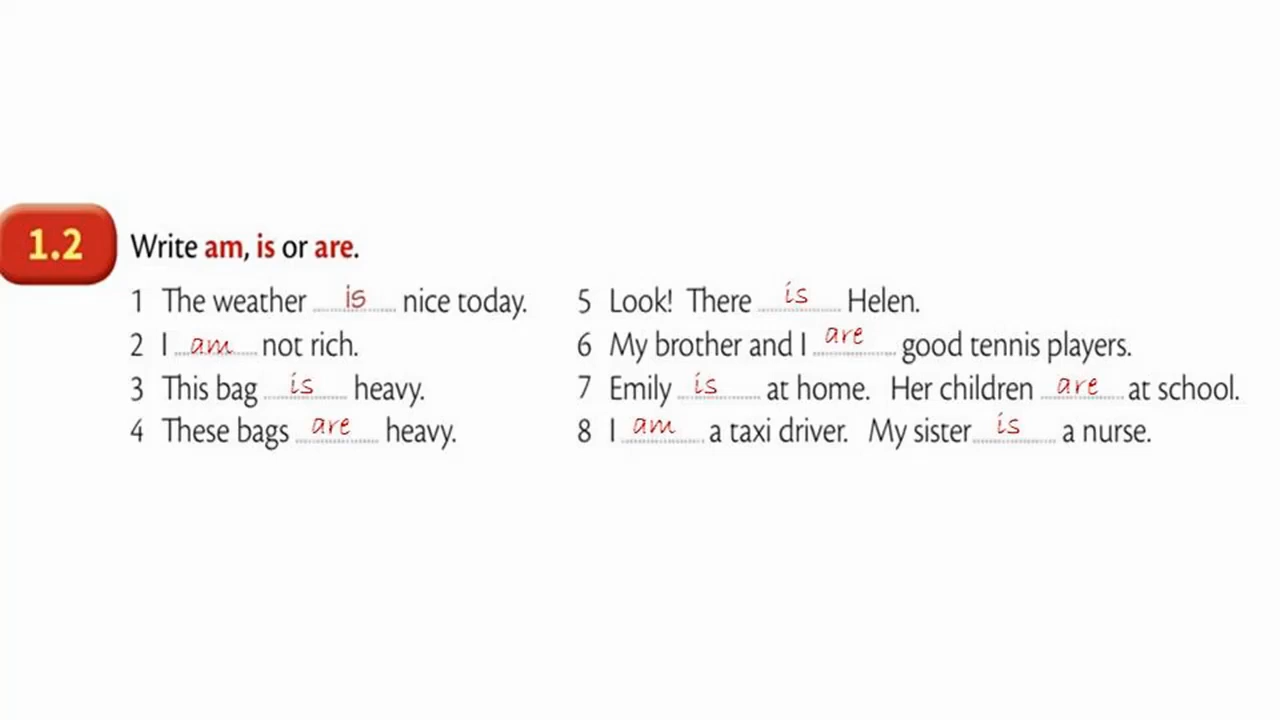 1.2 Write am, is or are.
1 The weather is nice today.
2 I am not rich.
3 This bag is heavy.
4 These bags are heavy.
5 Look! There is Helen.
6 My brother and I are good tennis players.
7 Emily is at home. Her children are at school.
8 I am a taxi driver. My sister is a nurse.